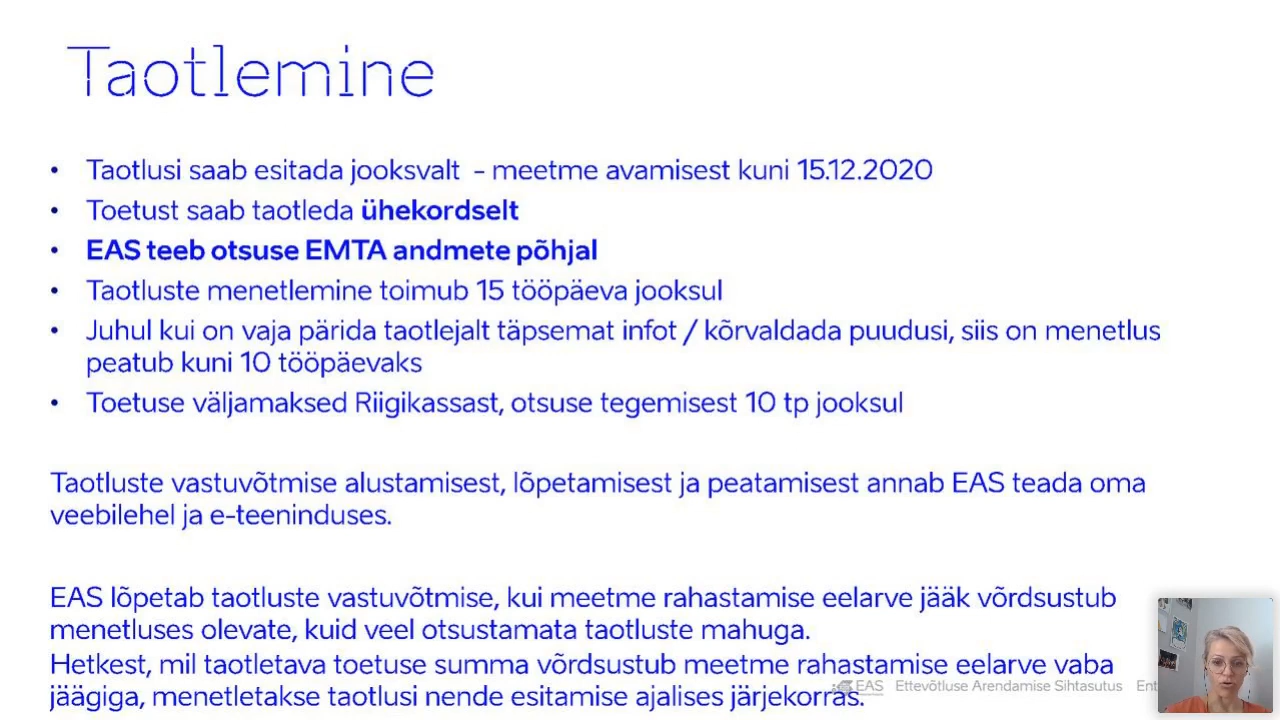 Taotlemine
• Taotlusi saab esitada jooksvalt - meetme avamisest kuni 15.12.2020
• Toetust saab taotleda ühekordselt
• EAS teeb otsuse EMTA andmete põhjal
• Taotluste menetlemine toimub 15 tööpäeva jooksul
• Juhul kui on vaja pärida taotlejalt täpsemat infot / kõrvaldada puudusi, siis on menetlus
peatub kuni 10 tööpäevaks
• Toetuse väljamaksed Riigikassast, otsuse tegemisest 10 tp jooksul
Taotluste vastuvõtmise alustamisest, lõpetamisest ja peatamisest annab EAS teada oma
veebilehel ja e-teeninduses.
EAS lõpetab taotluste vastuvõtmise, kui meetme rahastamise eelarve jääk võrdsustub
menetluses olevate, kuid veel otsustamata taotluste mahuga.
Hetkest, mil taotletava toetuse summa võrdsustub meetme rahastamise eelarve vaba
jäägiga, menetletakse taotlusi nende esitamise ajalises järjekorras.
EAS Ettevõtluse Arendamise Sihtasutus Ent